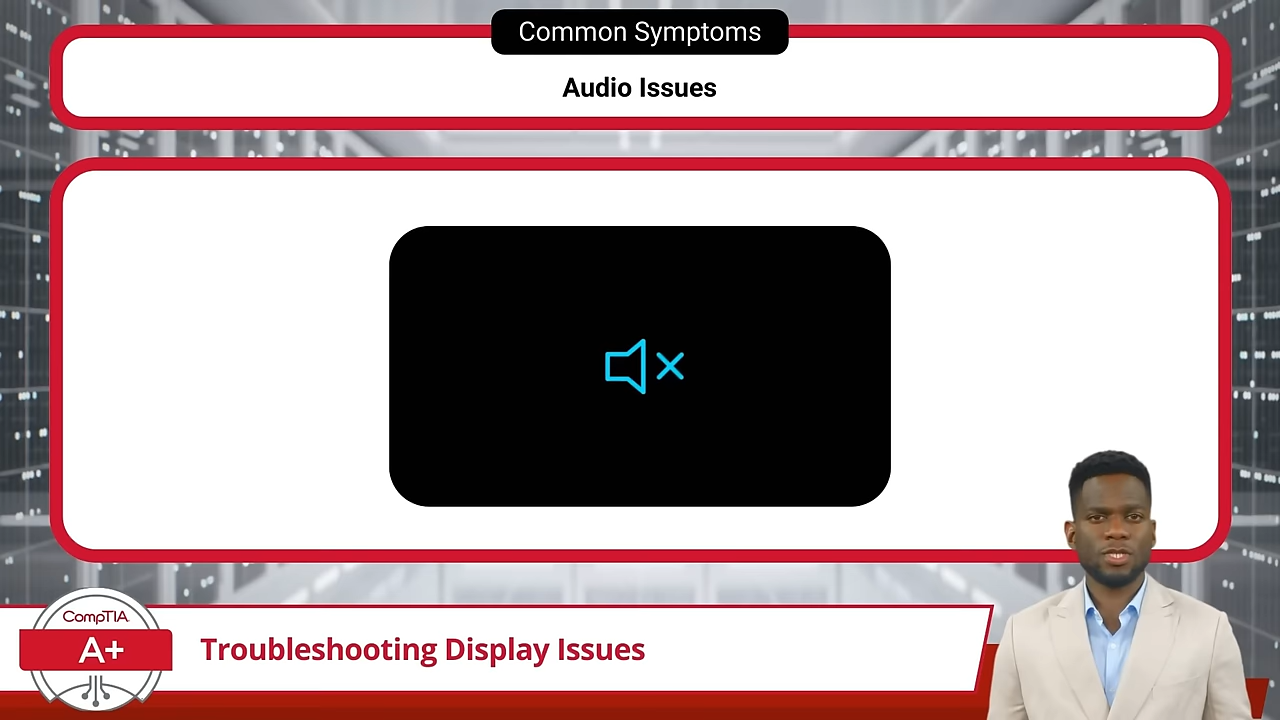 Common Symptoms
Audio Issues
CompTIA
A+
Troubleshooting Display Issues